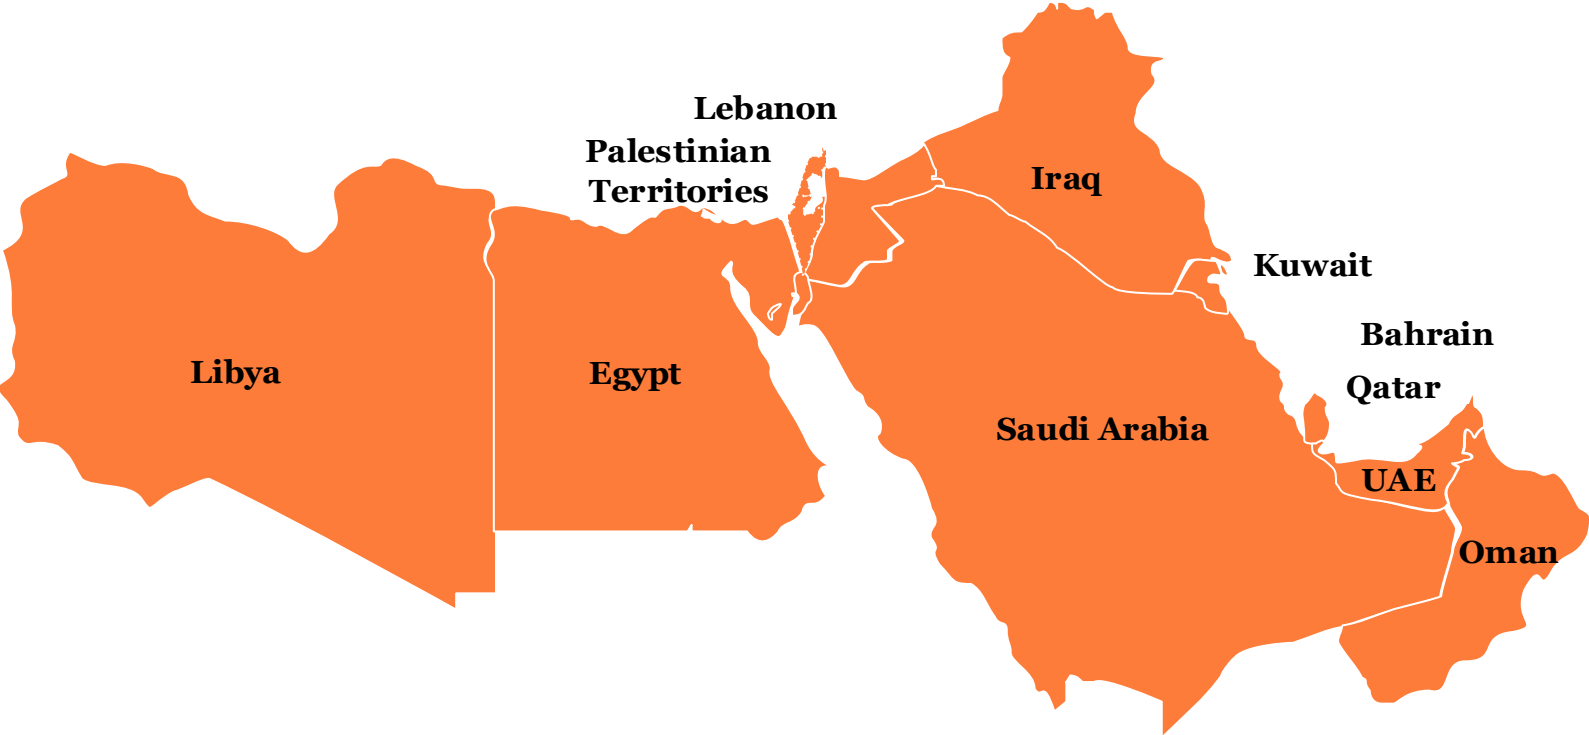 Lebanon
Palestinian
Territories
Iraq
Kuwait
Bahrain
Libya
Egypt
Qatar
Saudi Arabia
UAE
Oman